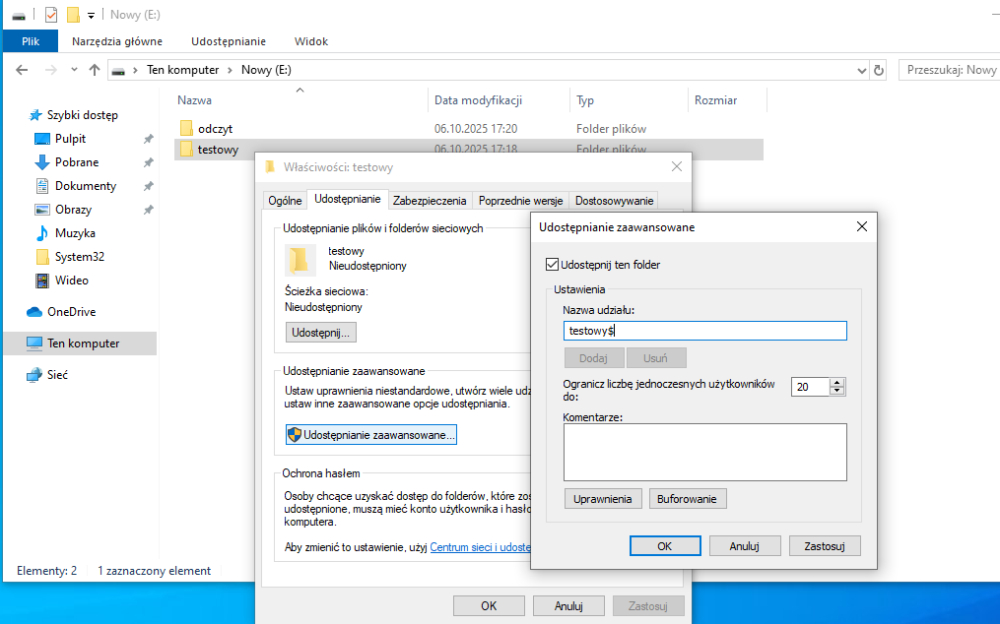 Nowy (E:)
Plik Narzędzia główne Udostępnianie Widok
Ten komputer Nowy (E:) Przeszukaj: Nowy
Szybki dostęp
Pulpit
Pobrane
Dokumenty
Obrazy
Muzyka
System32
Wideo
OneDrive
Ten komputer
Sieć
Nazwa Data modyfikacji Typ Rozmiar
odczyt 06.10.2025 17:20 Folder plików
testowy 06.10.2025 17:18 Folder plików
Właściwości: testowy
Ogólne Udostępnianie Zabezpieczenia Poprzednie wersje Dostosowywanie
Udostępnianie plików i folderów sieciowych
testowy
Nieudostępniony
Ścieżka sieciowa:
Nieudostępniony
Udostępnij...
Udostępnianie zaawansowane
Ustaw uprawnienia niestandardowe, utwórz wiele udz
ustaw inne zaawansowane opcje udostępniania.
Udostępnianie zaawansowane...
Ochrona hasłem
Osoby chcące uzyskać dostęp do folderów, które zos
udostępnione, muszą mieć konto użytkownika i hasło
komputera.
Aby zmienić to ustawienie, użyj Centrum sieci i udostę
OK Anuluj Zastosuj
Udostępnianie zaawansowane
Udostępnij ten folder
Ustawienia
Nazwa udziału:
testowy$
Dodaj Usuń
Ogranicz liczbę jednoczesnych użytkowników
do:
20
Komentarze:
Uprawnienia Buforowanie
OK Anuluj Zastosuj
Elementy: 2 1 zaznaczony element